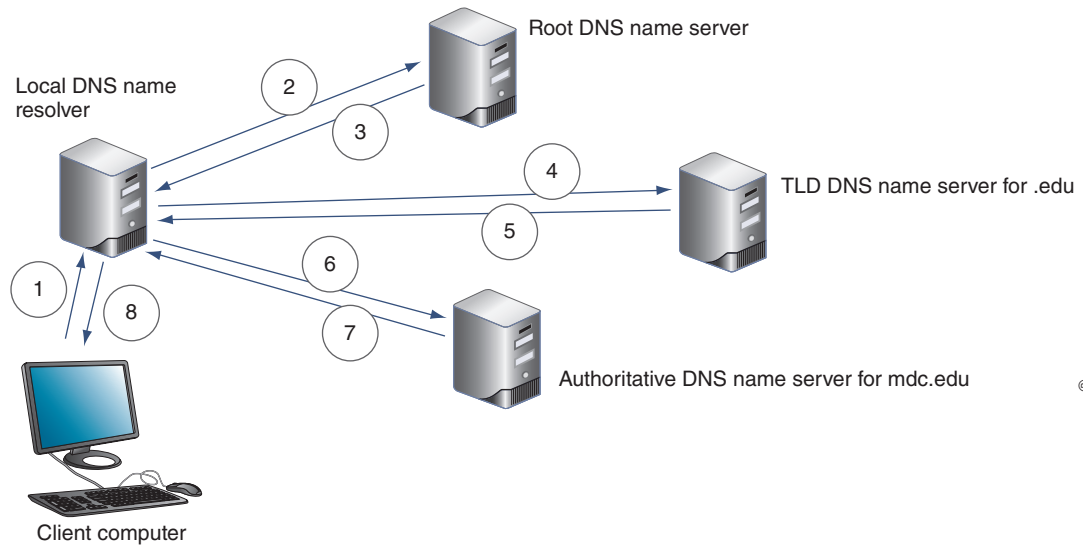 Root DNS name server
Local DNS name
resolver
2
3
4
TLD DNS name server for .edu
5
6
1
8
7
Authoritative DNS name server for mdc.edu
©
Client computer